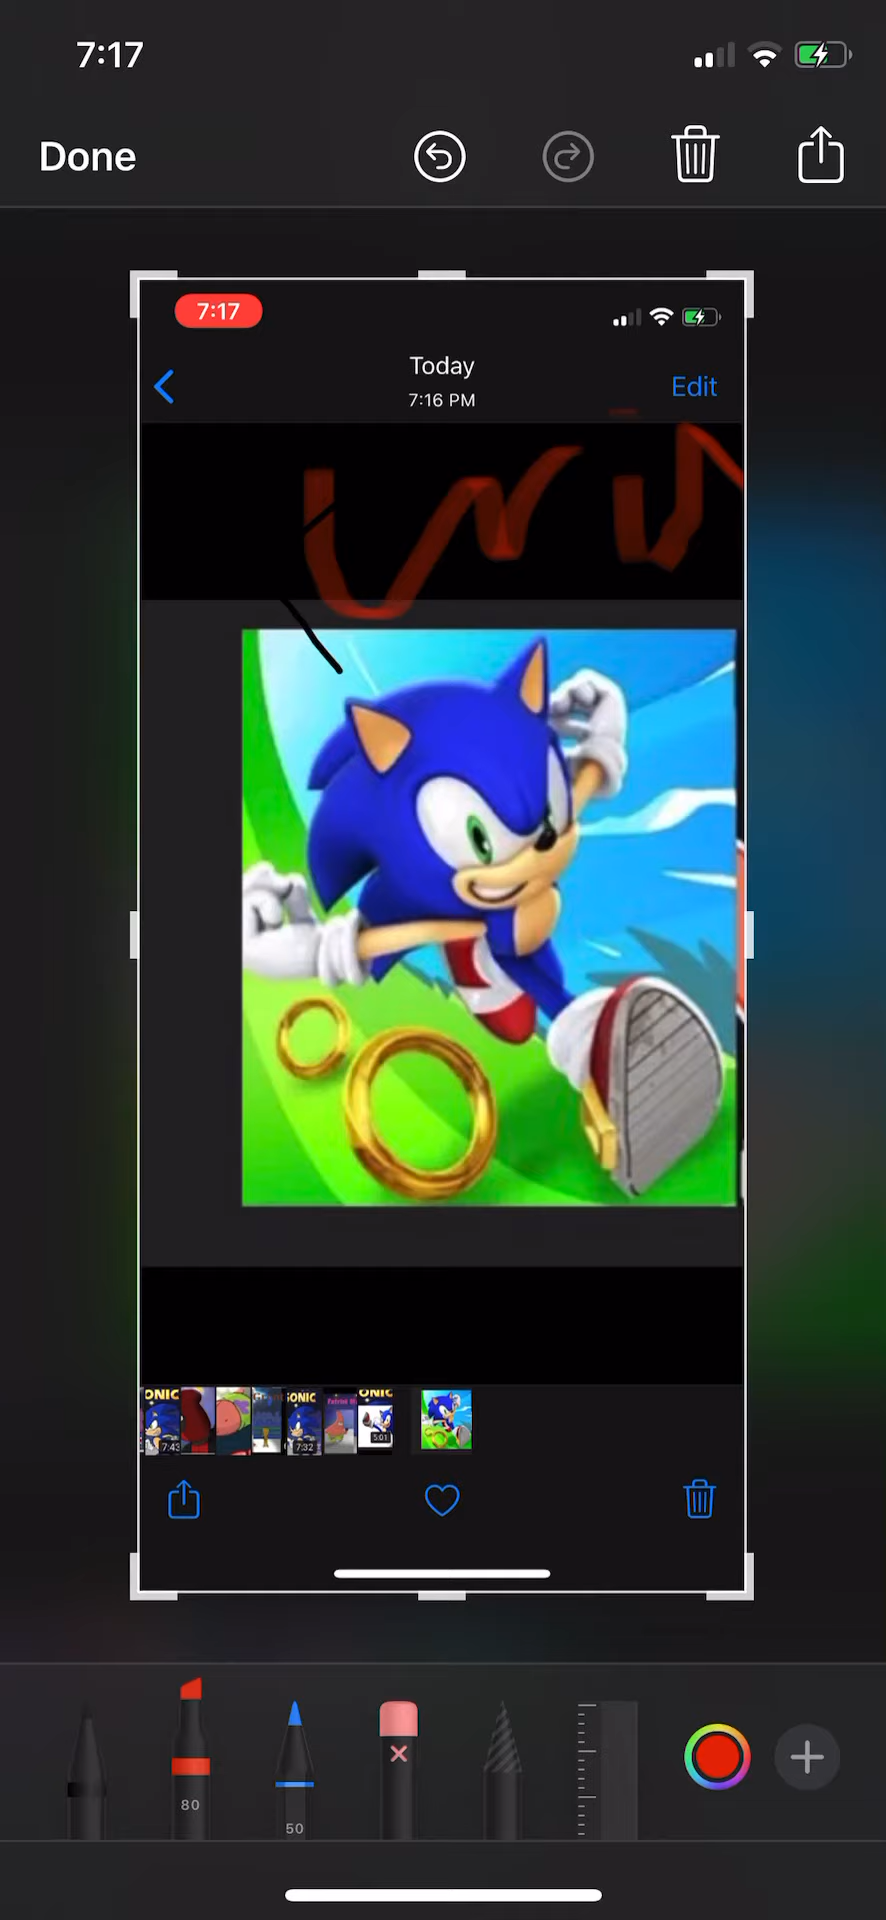 7:17
Done
7:17
Today
7:16 PM
Edit
ONIC
7:43
SONIC
7:32
ONIC
5:01
80
50